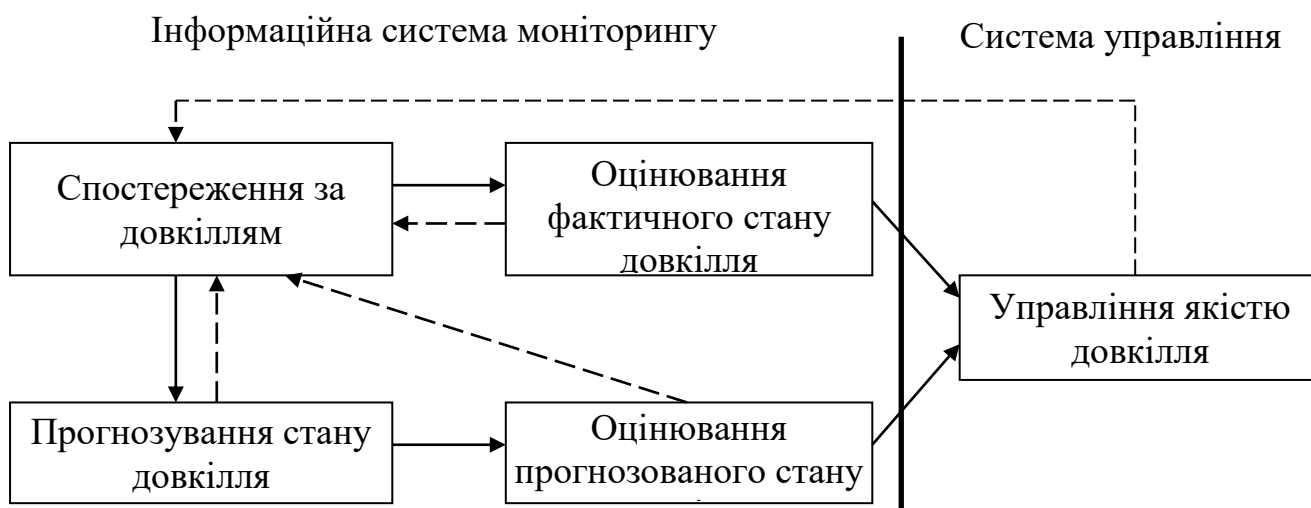 Інформаційна система моніторингу
Система управління
Спостереження за
довкіллям
Оцінювання
фактичного стану
довкілля
Управління якістю
довкілля
Прогнозування стану
довкілля
Оцінювання
прогнозованого стану